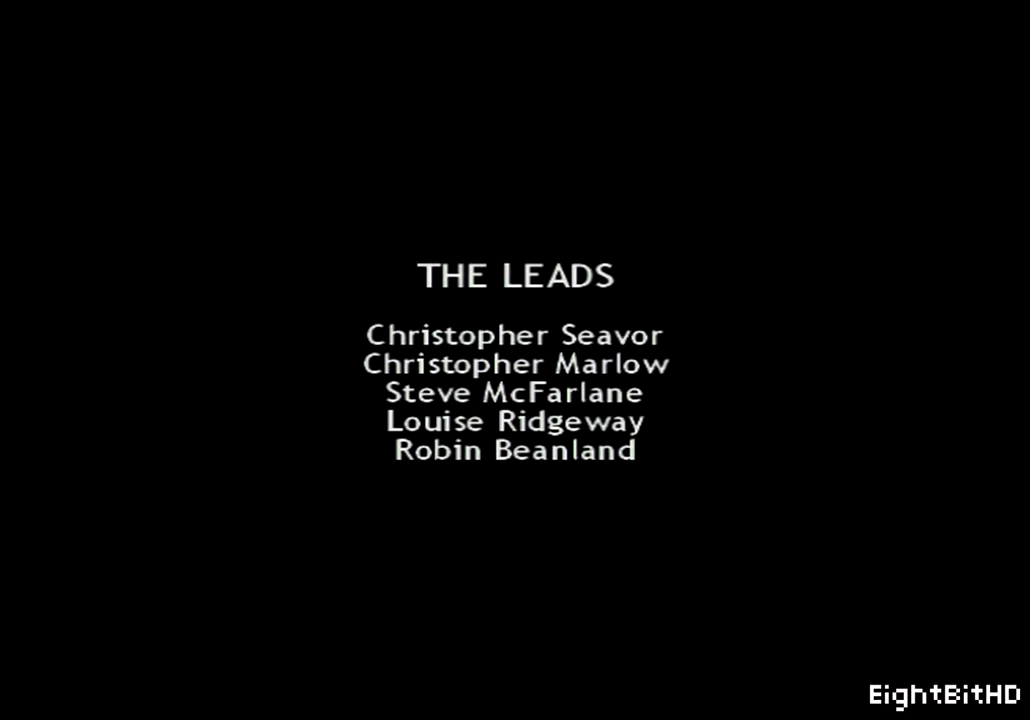 THE LEADS
Christopher Seavor
Christopher Marlow
Steve McFarlane
Louise Ridgeway
Robin Beanland
EightBitHD